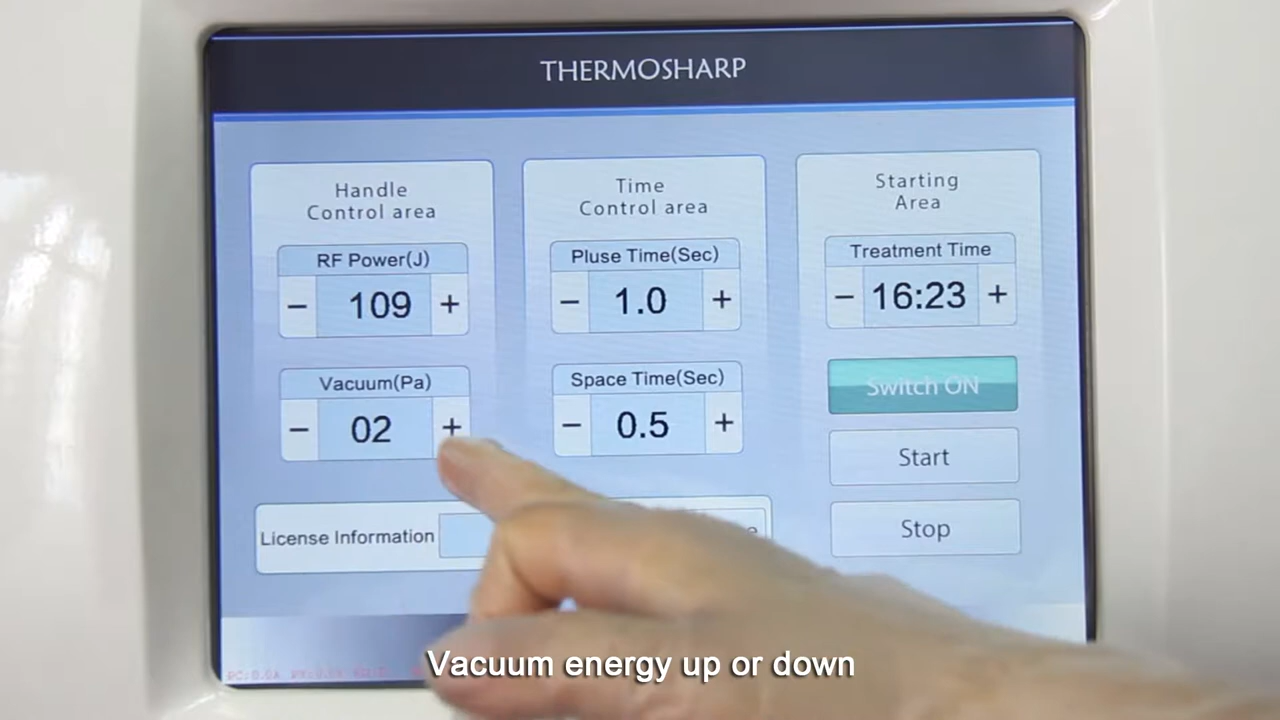 THERMOSHARP
Handle
Control area
RF Power(J)
− 109 +
Vacuum(Pa)
− 02 +
Time
Control area
Pluse Time(Sec)
− 1.0 +
Space Time(Sec)
− 0.5 +
Starting
Area
Treatment Time
− 16:23 +
Switch ON
Start
Stop
License Information
Vacuum energy up or down